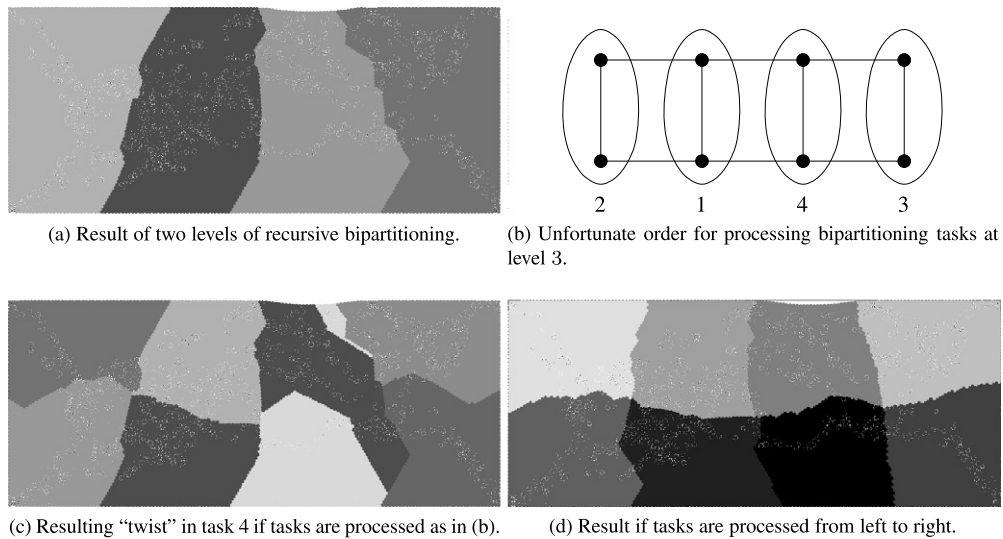 2 1 4 3
(a) Result of two levels of recursive bipartitioning.
(b) Unfortunate order for processing bipartitioning tasks at
level 3.
(c) Resulting “twist” in task 4 if tasks are processed as in (b).
(d) Result if tasks are processed from left to right.